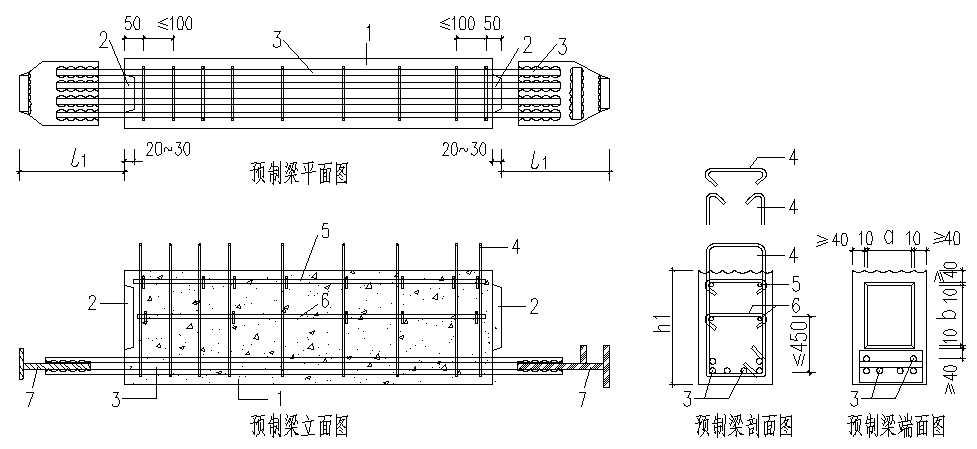 50 ≤100 1 ≤100 50
2 3 2 3
l1 20~30 20~30 l1
预制梁平面图
5 4
2 6 2
7 3 1 7
预制梁立面图
4
4
4
5
6
h1 ≤450
3
预制梁剖面图
≥40 10 a 10 ≥40
≥40
10
b
10
≥40
3
预制梁端面图